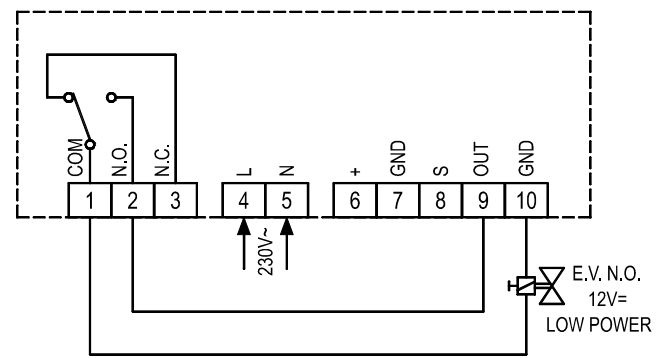 COM
N.O.
N.C.
L
N
+
GND
S
OUT
GND
1 2 3 4 5 6 7 8 9 10
230V~
E.V. N.O.
12V=
LOW POWER